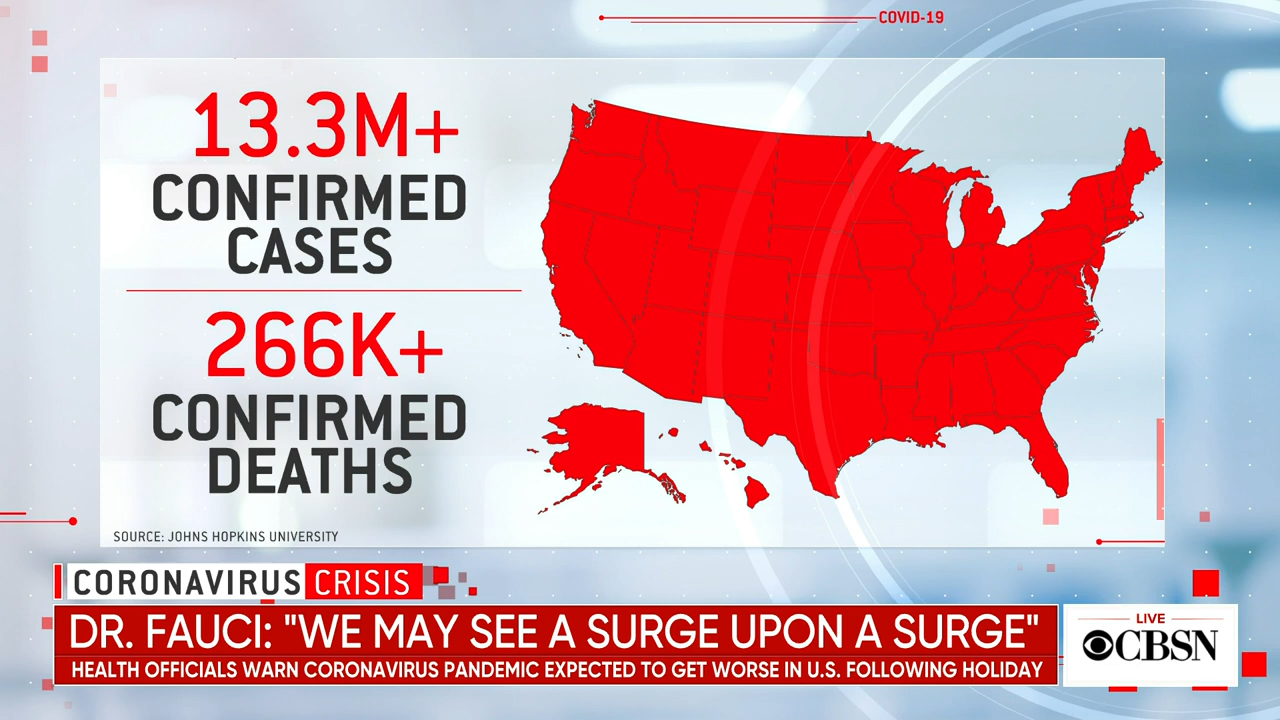 COVID-19
13.3M+
CONFIRMED
CASES
266K+
CONFIRMED
DEATHS
SOURCE: JOHNS HOPKINS UNIVERSITY
CORONAVIRUS CRISIS
DR. FAUCI: "WE MAY SEE A SURGE UPON A SURGE"
HEALTH OFFICIALS WARN CORONAVIRUS PANDEMIC EXPECTED TO GET WORSE IN U.S. FOLLOWING HOLIDAY
LIVE
CBSN